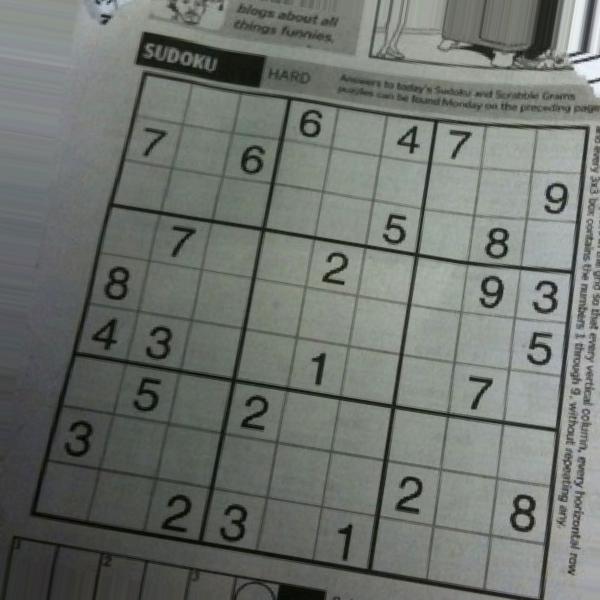 blogs about all
things funnies.
SUDOKU HARD
Answers to today's Sudoku and Scrabble Grams
puzzles can be found Monday on the preceding page
6 4 7
7 6 9
5 8
7 2 9 3
8 5
4 3 1 7
5 2
3 2 8
2 3 1
grid so that every vertical column, every horizontal row
and every 3x3 box contains the numbers 1 through 9, without repeating any.
1 2 3